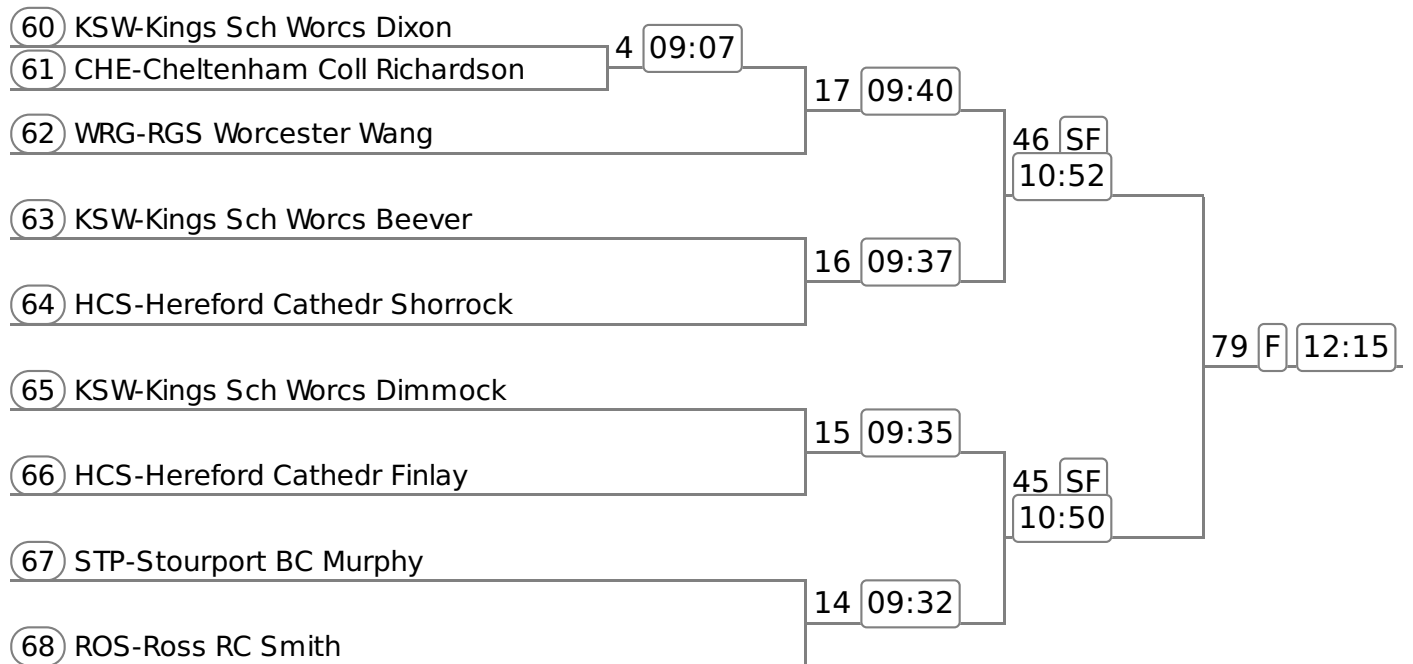 60 KSW-Kings Sch Worcs Dixon
4 09:07
61 CHE-Cheltenham Coll Richardson
17 09:40
62 WRG-RGS Worcester Wang
46 SF
10:52
63 KSW-Kings Sch Worcs Beever
16 09:37
64 HCS-Hereford Cathedr Shorrock
79 F 12:15
65 KSW-Kings Sch Worcs Dimmock
15 09:35
66 HCS-Hereford Cathedr Finlay
45 SF
10:50
67 STP-Stourport BC Murphy
14 09:32
68 ROS-Ross RC Smith